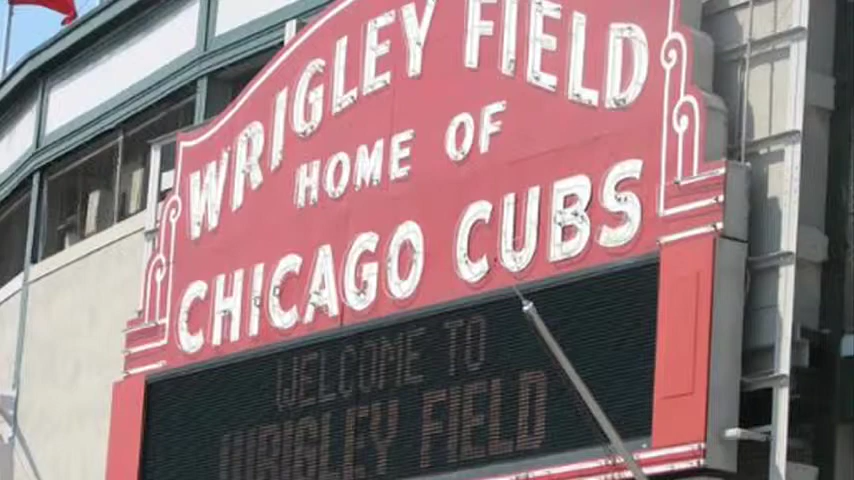 WRIGLEY FIELD
HOME OF
CHICAGO CUBS
WELCOME TO
WRIGLEY FIELD